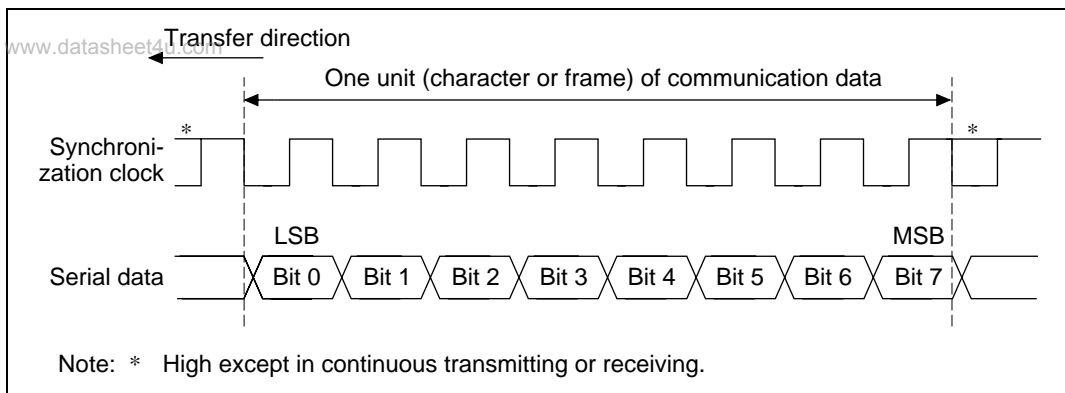 www.datasheet4u.com
Transfer direction
One unit (character or frame) of communication data
*
*
Synchroni-
zation clock
LSB
MSB
Serial data
Bit 0
Bit 1
Bit 2
Bit 3
Bit 4
Bit 5
Bit 6
Bit 7
Note: * High except in continuous transmitting or receiving.